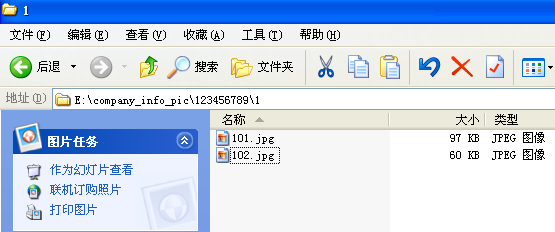 1
文件(F) 编辑(E) 查看(V) 收藏(A) 工具(T) 帮助(H)
后退 搜索 文件夹
地址(D) E:\company_info_pic\123456789\1
名称 大小 类型
图片任务
101.jpg 97 KB JPEG 图像
102.jpg 60 KB JPEG 图像
作为幻灯片查看
联机订购照片
打印图片